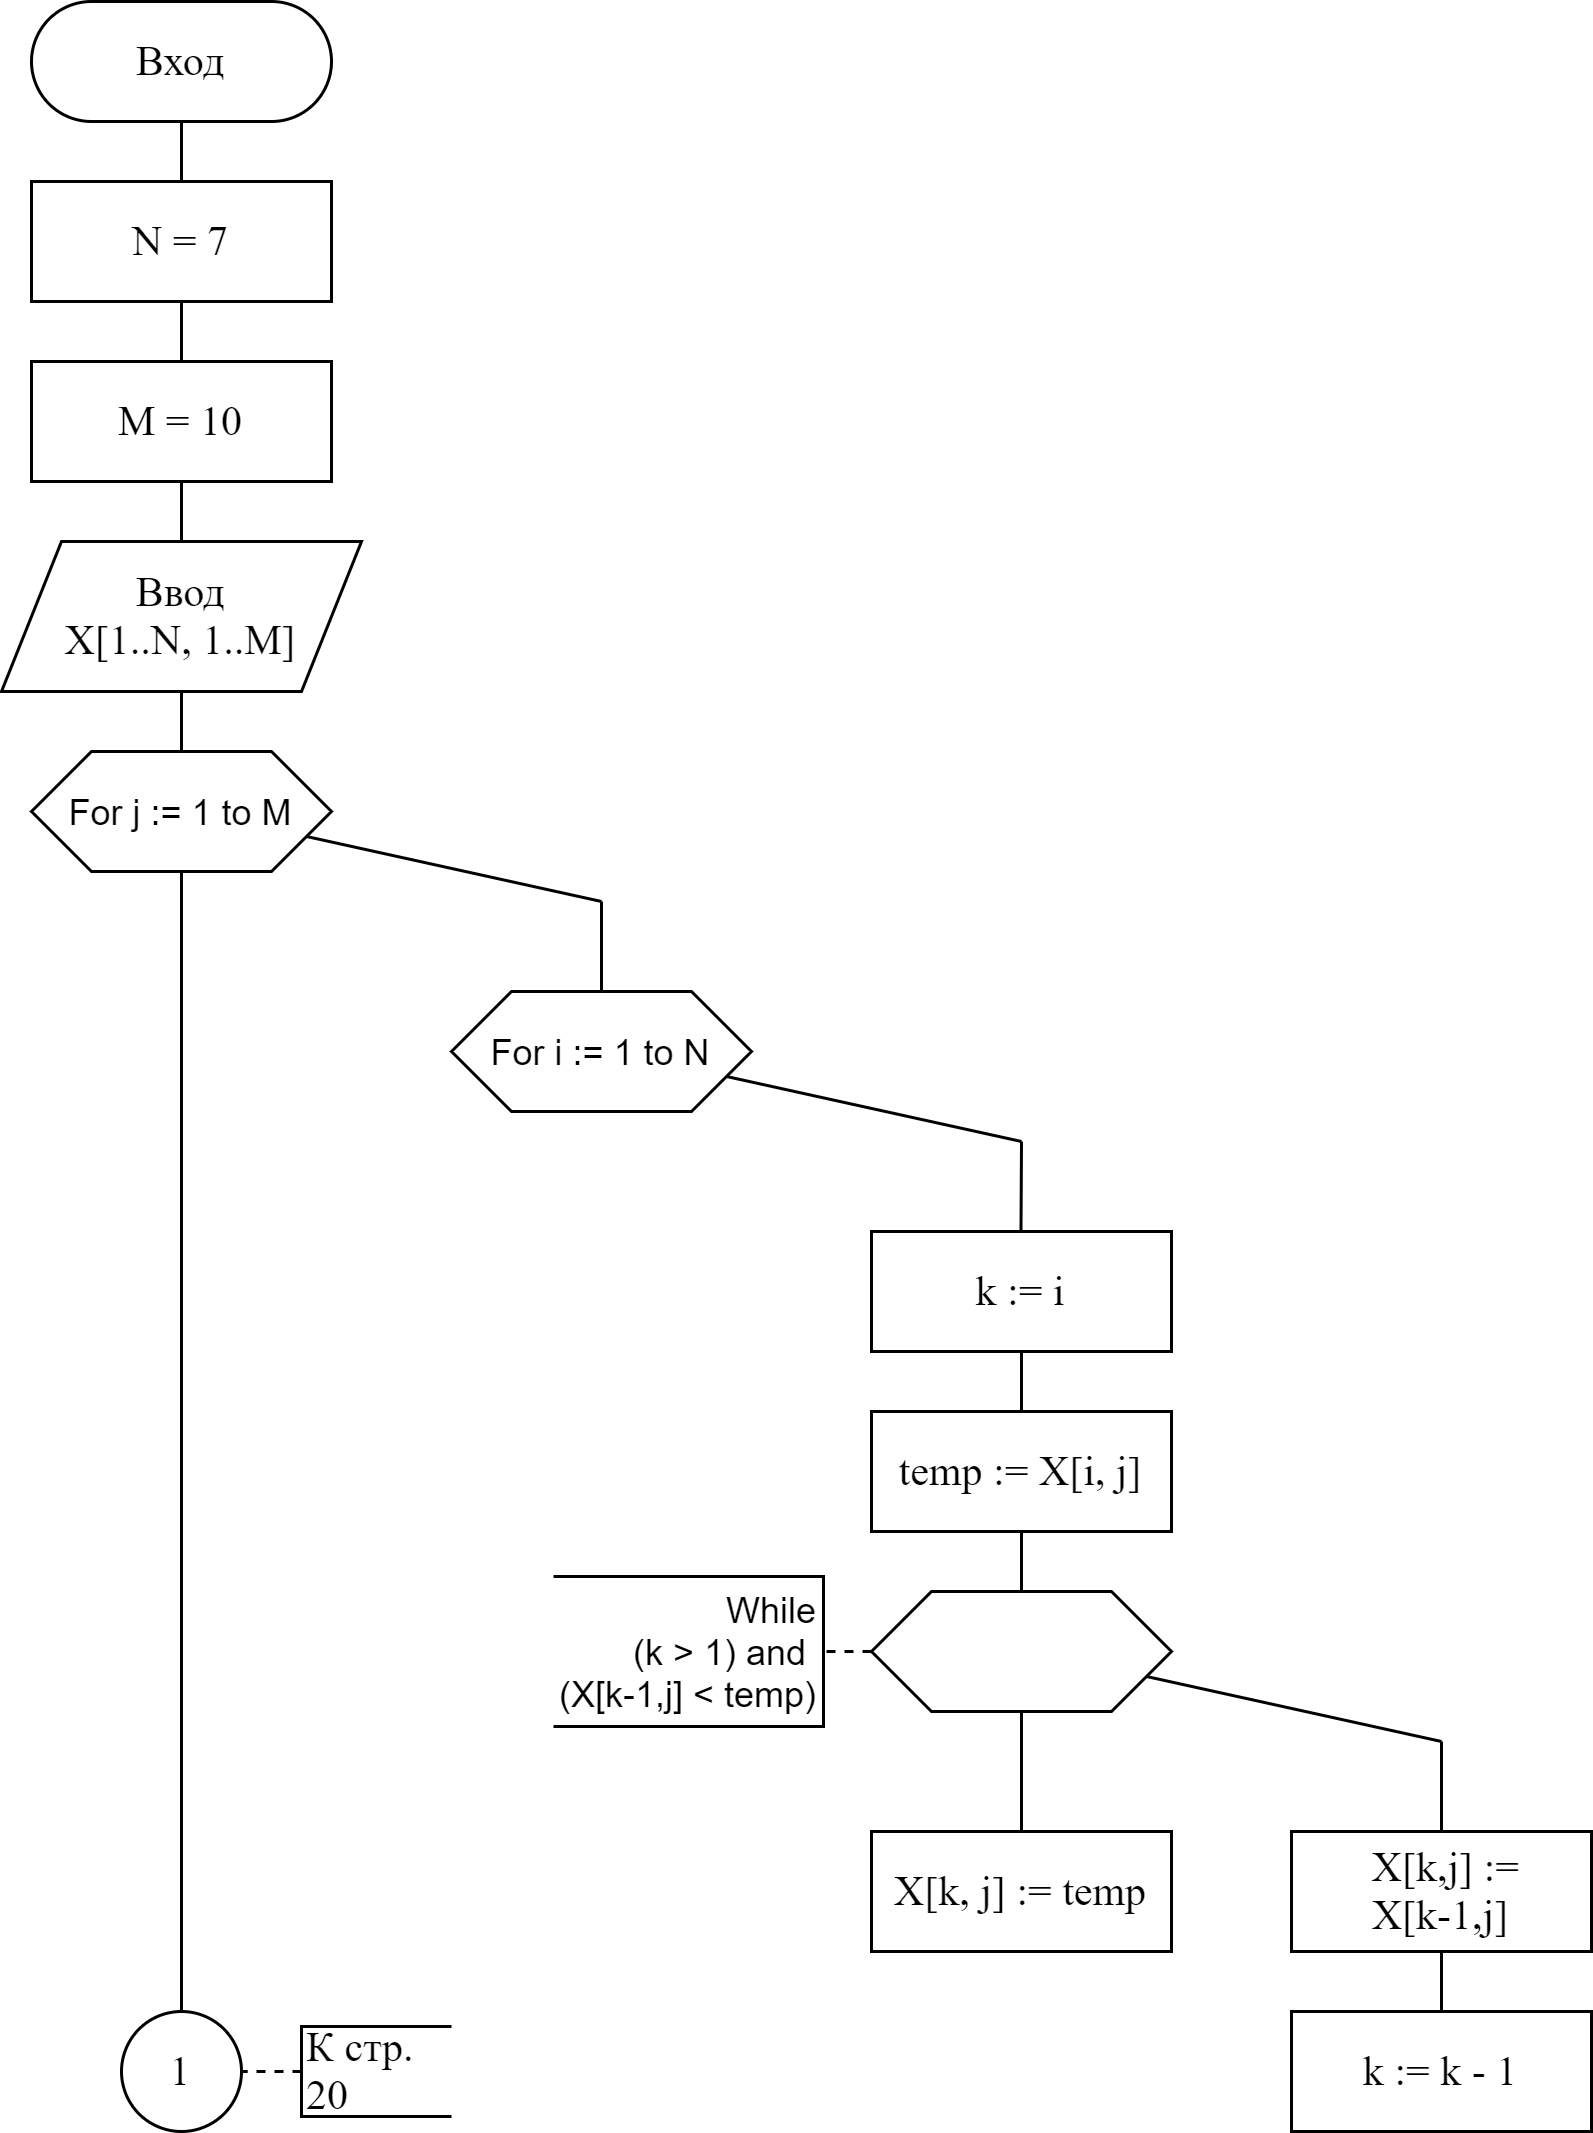 Вход
N = 7
M = 10
Ввод
X[1..N, 1..M]
For j := 1 to M
For i := 1 to N
k := i
temp := X[i, j]
While
(k > 1) and
(X[k-1,j] < temp)
X[k, j] := temp
X[k,j] :=
X[k-1,j]
k := k - 1
1
К стр.
20